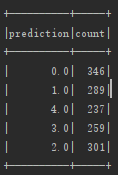 +----------+-----+
|prediction|count|
+----------+-----+
|       0.0|  346|
|       1.0|  289|
|       4.0|  237|
|       3.0|  259|
|       2.0|  301|
+----------+-----+